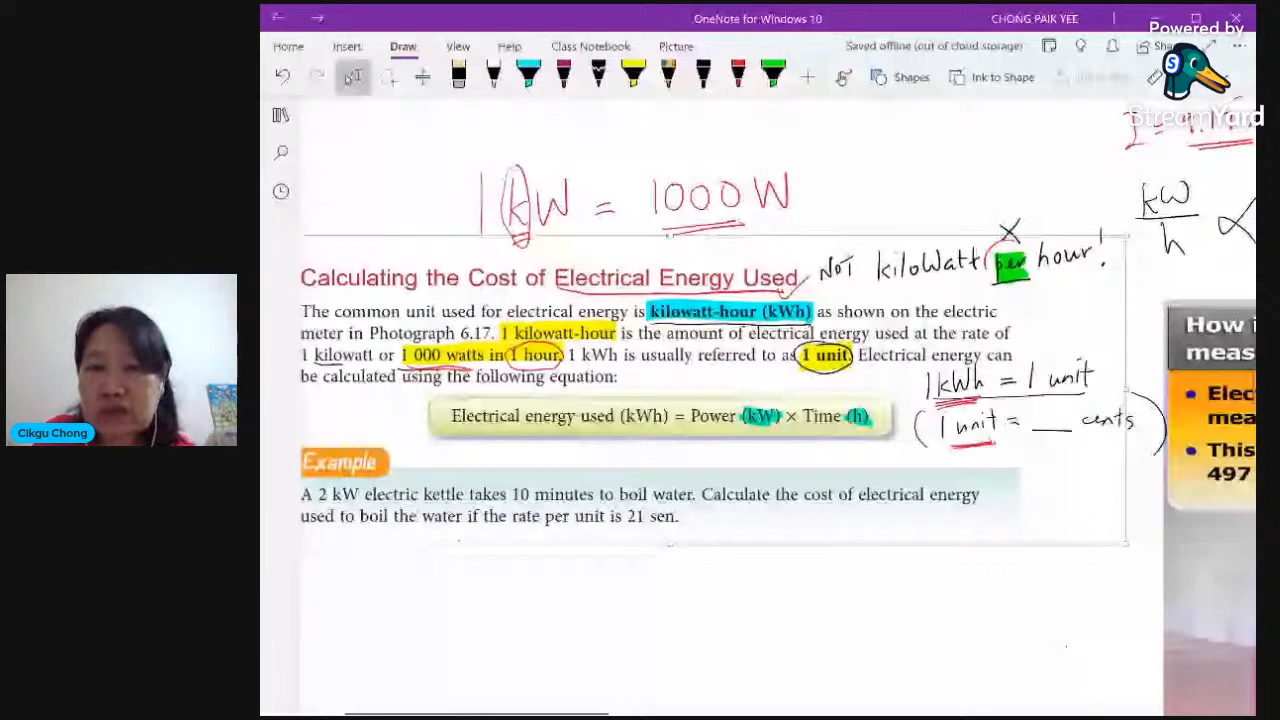 OneNote for Windows 10
CHONG PAIK YEE
Powered by
StreamYard
Home Insert Draw View Help Class Notebook Picture
Saved offline (out of cloud storage)
Shapes
Ink to Shape
1 kW = 1000 W
kW
h
Calculating the Cost of Electrical Energy Used
NOT kiloWatt per hour!
The common unit used for electrical energy is kilowatt-hour (kWh) as shown on the electric
meter in Photograph 6.17. 1 kilowatt-hour is the amount of electrical energy used at the rate of
1 kilowatt or 1 000 watts in 1 hour. 1 kWh is usually referred to as 1 unit. Electrical energy can
be calculated using the following equation:
1 kWh = 1 unit
Electrical energy used (kWh) = Power (kW) × Time (h)
(1 unit = __ cents)
Example
A 2 kW electric kettle takes 10 minutes to boil water. Calculate the cost of electrical energy
used to boil the water if the rate per unit is 21 sen.
How i
meas
Elec
mea
This
497
Cikgu Chong